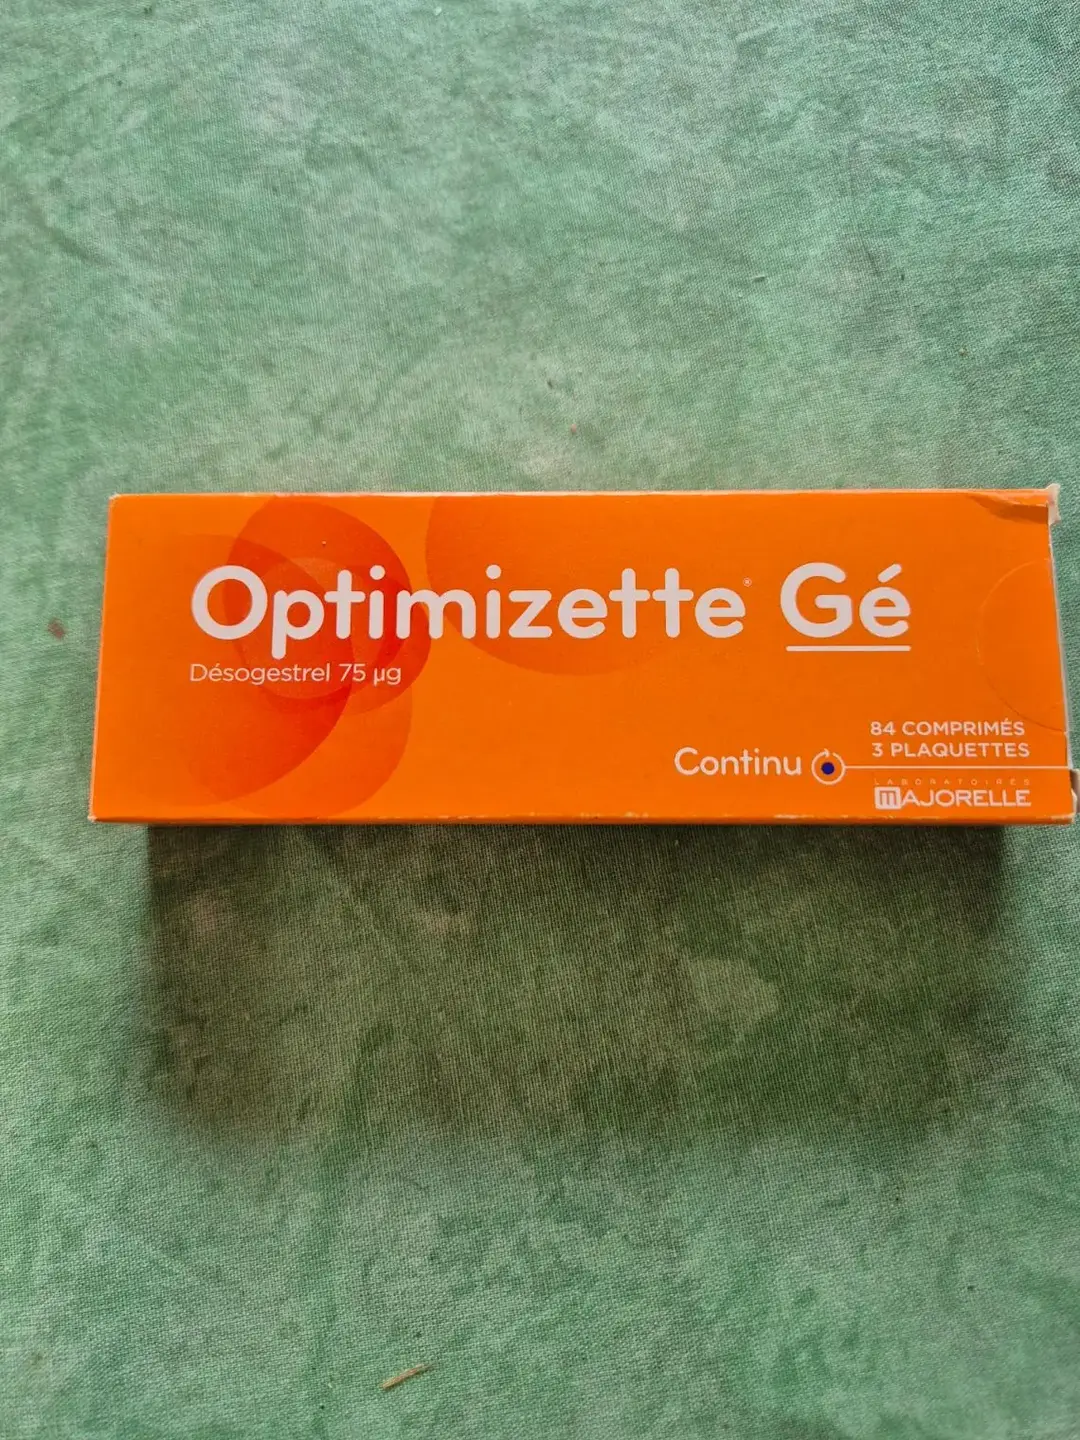 Optimizette® Gé
Désogestrel 75 µg
84 COMPRIMÉS
3 PLAQUETTES
Continu
LABORATOIRES
MAJORELLE